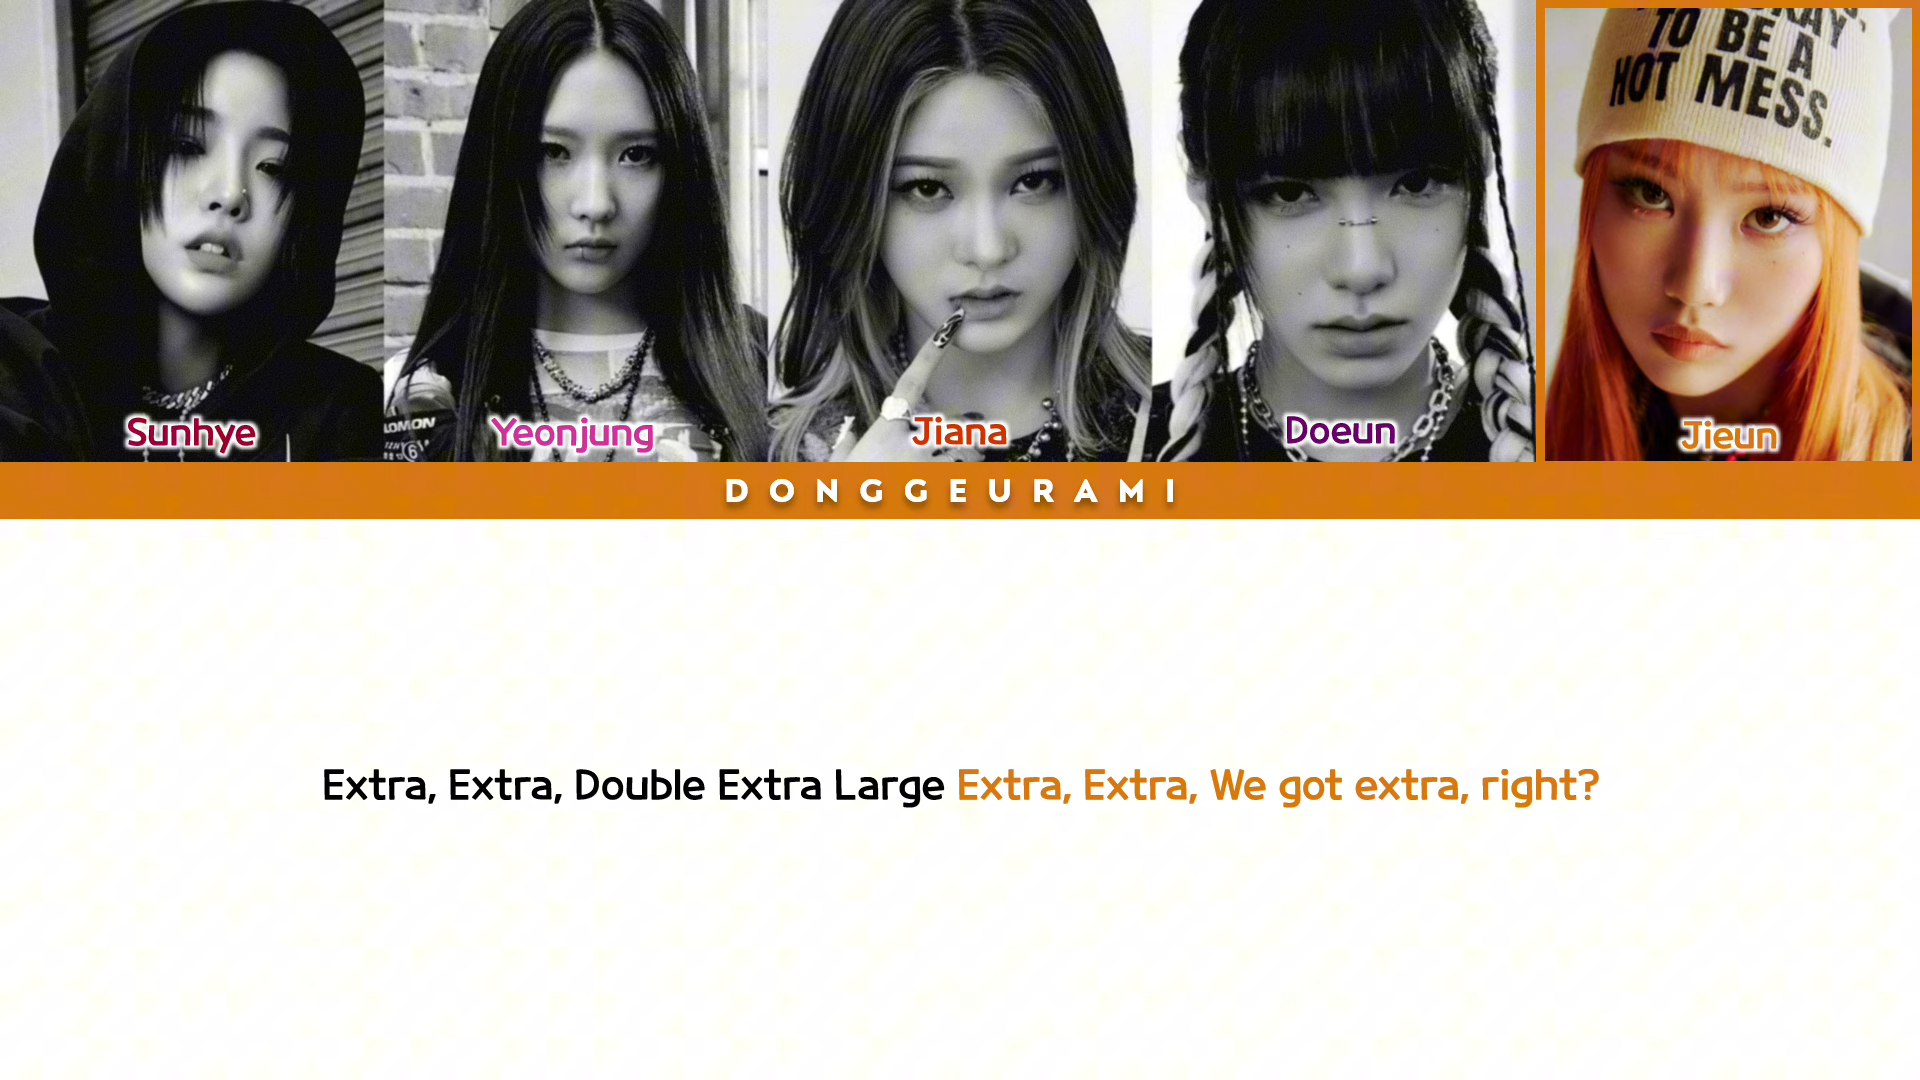 TO BE A
HOT MESS.
Sunhye
Yeonjung
Jiana
Doeun
Jieun
DONGGEURAMI
Extra, Extra, Double Extra Large Extra, Extra, We got extra, right?